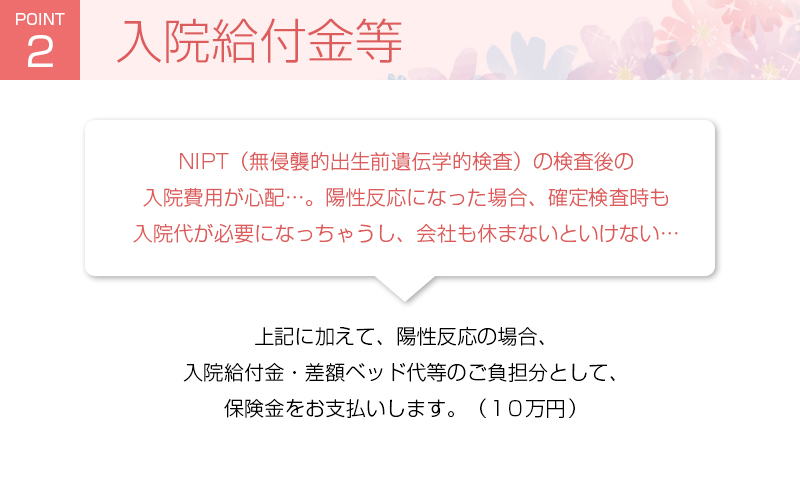 POINT
2
入院給付金等
NIPT（無侵襲的出生前遺伝学的検査）の検査後の
入院費用が心配…。陽性反応になった場合、確定検査時も
入院代が必要になっちゃうし、会社も休まないといけない…
上記に加えて、陽性反応の場合、
入院給付金・差額ベッド代等のご負担分として、
保険金をお支払いします。（１０万円）